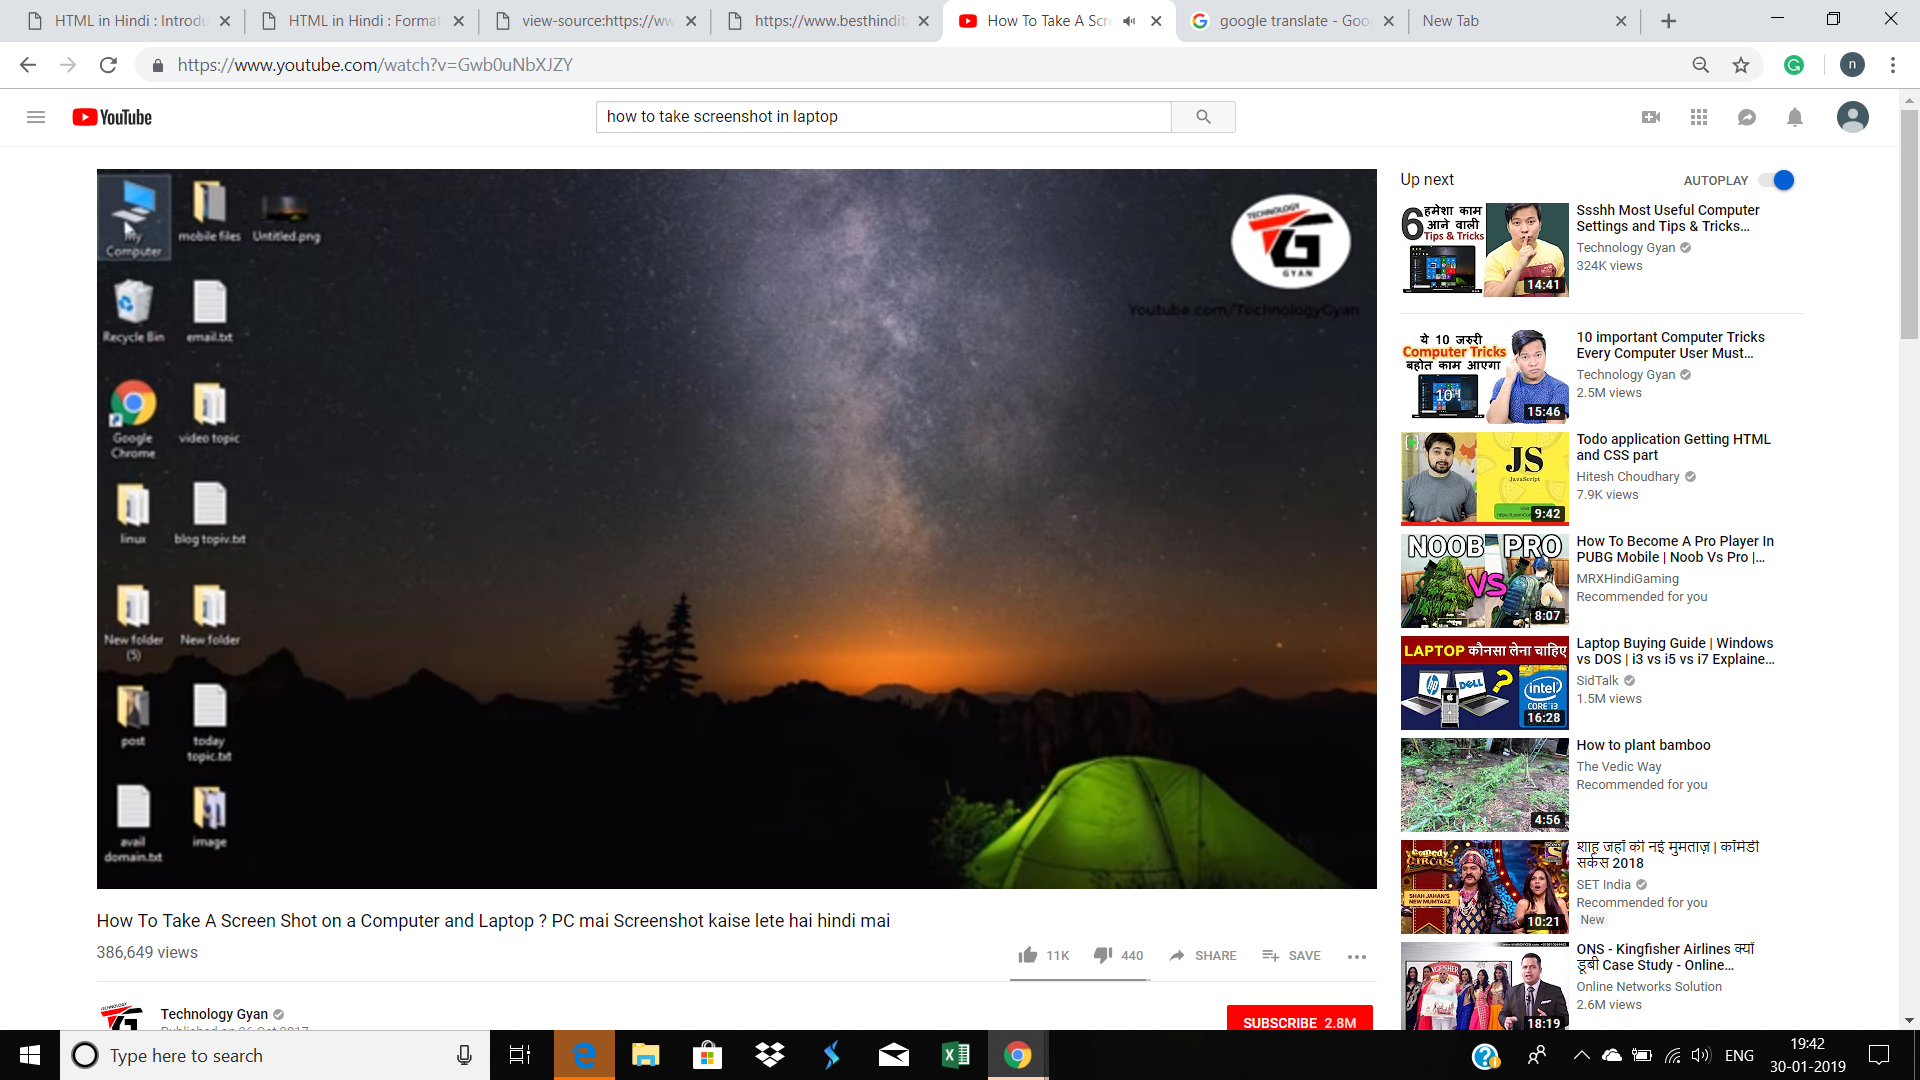 HTML in Hindi : Introdu
HTML in Hindi : Format
view-source:https://ww
https://www.besthindit
How To Take A Scre
google translate - Goo
New Tab
https://www.youtube.com/watch?v=Gwb0uNbXJZY
n
YouTube
how to take screenshot in laptop
My Computer
mobile files
Untitled.png
Recycle Bin
email.txt
Google Chrome
video topic
linux
blog topiv.txt
New folder (5)
New folder
post
today topic.txt
avail domain.txt
image
TECHNOLOGY
TG
GYAN
Youtube.com/TechnologyGyan
How To Take A Screen Shot on a Computer and Laptop ? PC mai Screenshot kaise lete hai hindi mai
386,649 views
11K
440
SHARE
SAVE
Technology Gyan
Published on 26 Oct 2017
SUBSCRIBE 2.8M
Up next
AUTOPLAY
6 हमेशा काम
आने वाली
Tips & Tricks
14:41
Ssshh Most Useful Computer
Settings and Tips & Tricks...
Technology Gyan
324K views
ये 10 जरुरी
Computer Tricks
बहोत काम आएगा
10!
15:46
10 important Computer Tricks
Every Computer User Must...
Technology Gyan
2.5M views
JS
JavaScript
9:42
Todo application Getting HTML
and CSS part
Hitesh Choudhary
7.9K views
NOOB VS PRO
8:07
How To Become A Pro Player In
PUBG Mobile | Noob Vs Pro |...
MRXHindiGaming
Recommended for you
LAPTOP कौनसा लेना चाहिए
hp
DELL
?
intel
CORE i3
16:28
Laptop Buying Guide | Windows
vs DOS | i3 vs i5 vs i7 Explaine...
SidTalk
1.5M views
4:56
How to plant bamboo
The Vedic Way
Recommended for you
Comedy
CIRCUS
SHAH JAHAN'S
NEW MUMTAAZ
10:21
शाह जहाँ की नई मुमताज़ | कॉमेडी
सर्कस 2018
SET India
Recommended for you
New
18:19
ONS - Kingfisher Airlines क्यों
डूबी Case Study - Online...
Online Networks Solution
2.6M views
Type here to search
ENG
19:42
30-01-2019